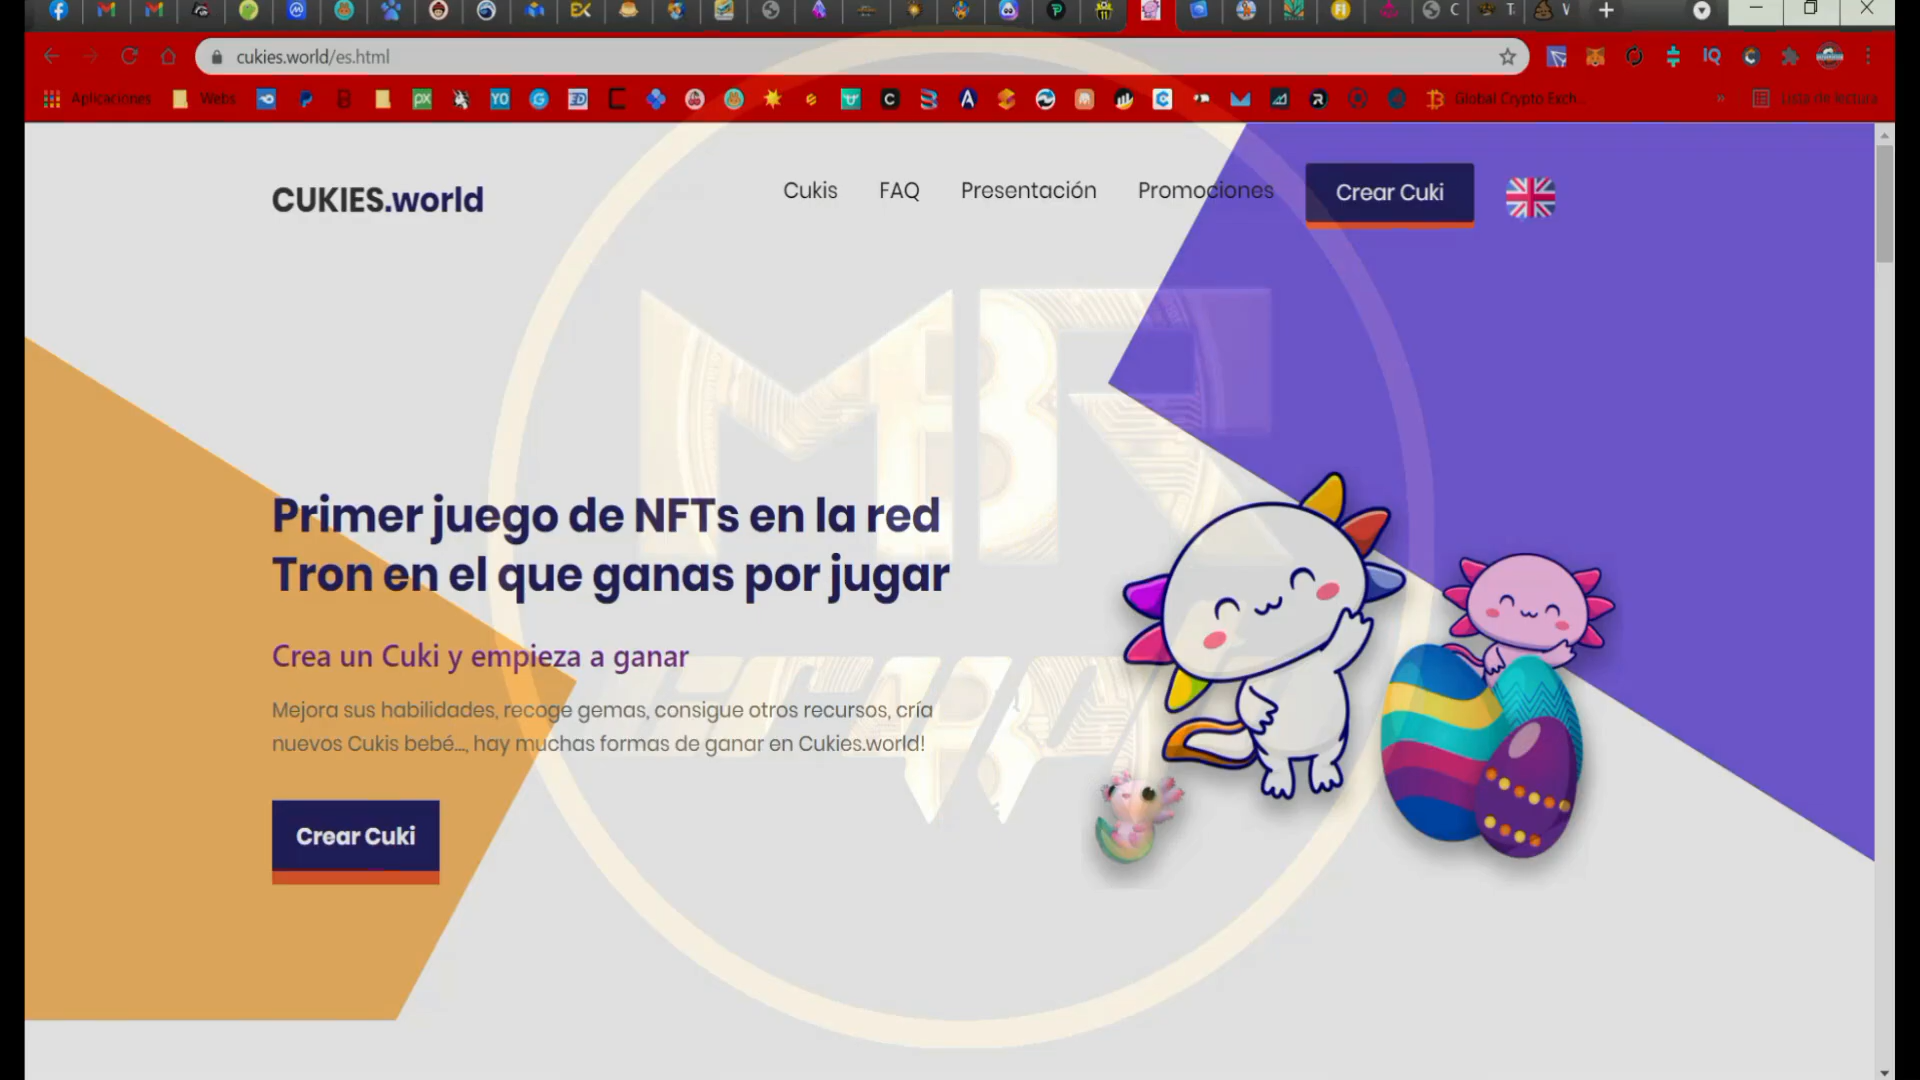 cukies.world/es.html
Aplicaciones
Webs
Global Crypto Exch...
Lista de lectura
CUKIES.world
Cukis
FAQ
Presentación
Promociones
Crear Cuki
MBR
Primer juego de NFTs en la red
Tron en el que ganas por jugar
Crea un Cuki y empieza a ganar
Mejora sus habilidades, recoge gemas, consigue otros recursos, cría
nuevos Cukis bebé..., hay muchas formas de ganar en Cukies.world!
Crear Cuki